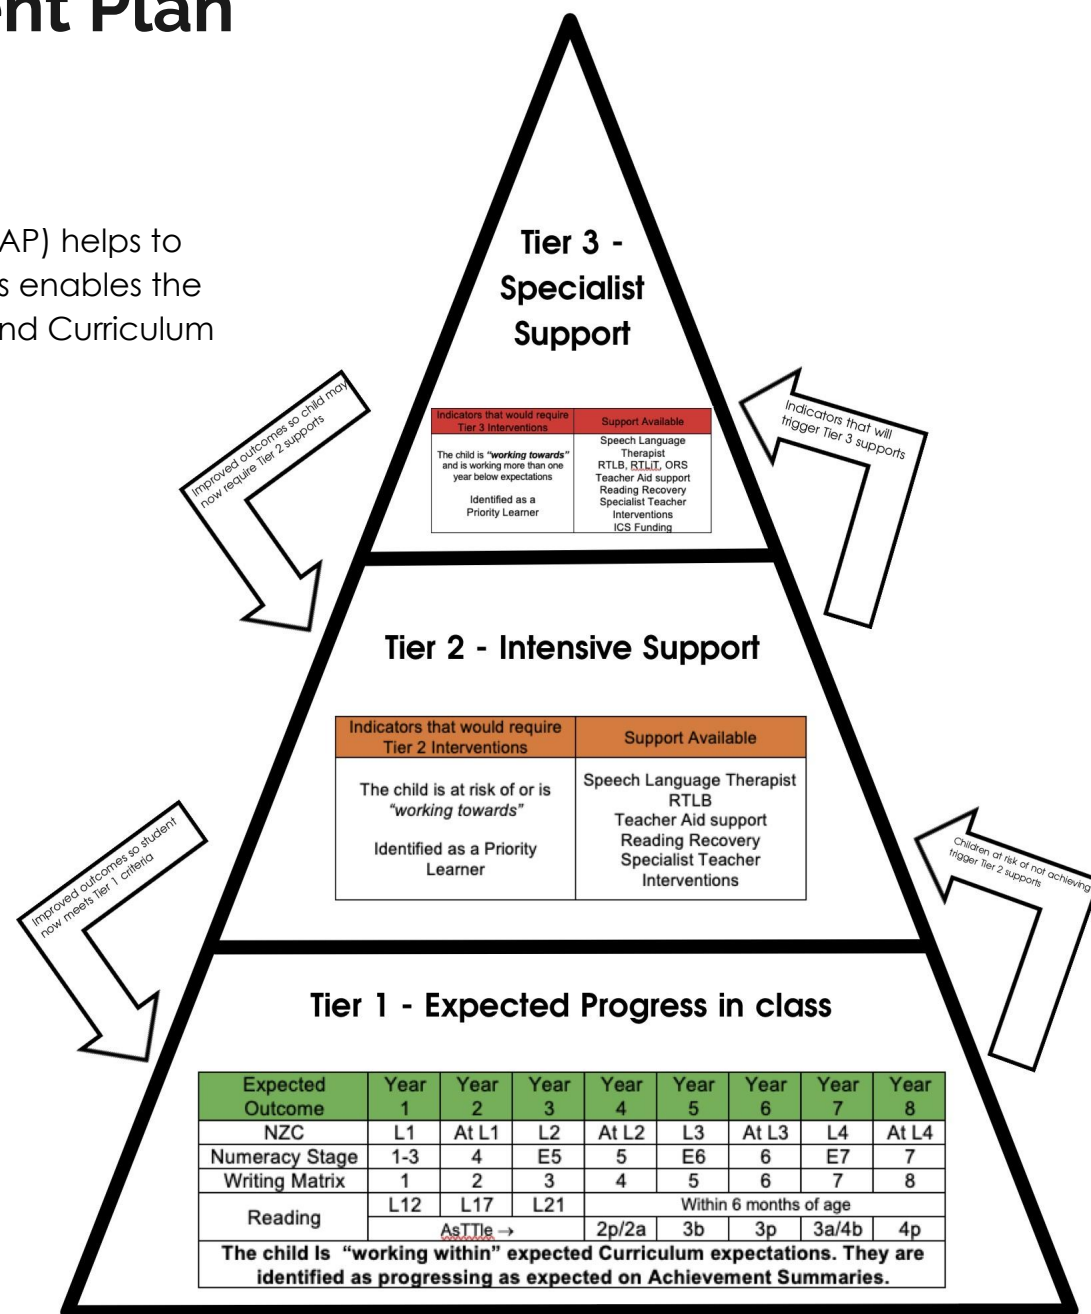 ent Plan
AP) helps to
s enables the
nd Curriculum
Tier 3 -
Specialist
Support
Improved outcomes so child may
now require Tier 2 supports
Indicators that will
trigger Tier 3 supports
Indicators that would require
Tier 3 Interventions
Support Available
The child is "working towards"
and is working more than one
year below expectations
Identified as a
Priority Learner
Speech Language
Therapist
RTLB, RTLiT, ORS
Teacher Aid support
Reading Recovery
Specialist Teacher
Interventions
ICS Funding
Tier 2 - Intensive Support
Indicators that would require
Tier 2 Interventions
Support Available
The child is at risk of or is
"working towards"
Identified as a Priority
Learner
Speech Language Therapist
RTLB
Teacher Aid support
Reading Recovery
Specialist Teacher
Interventions
Improved outcomes so student
now meets Tier 1 criteria
Children at risk of not achieving
trigger Tier 2 supports
Tier 1 - Expected Progress in class
Expected Outcome Year 1 Year 2 Year 3 Year 4 Year 5 Year 6 Year 7 Year 8
NZC L1 At L1 L2 At L2 L3 At L3 L4 At L4
Numeracy Stage 1-3 4 E5 5 E6 6 E7 7
Writing Matrix 1 2 3 4 5 6 7 8
Reading L12 L17 L21 Within 6 months of age
AsTTle → 2p/2a 3b 3p 3a/4b 4p
The child Is "working within" expected Curriculum expectations. They are
identified as progressing as expected on Achievement Summaries.